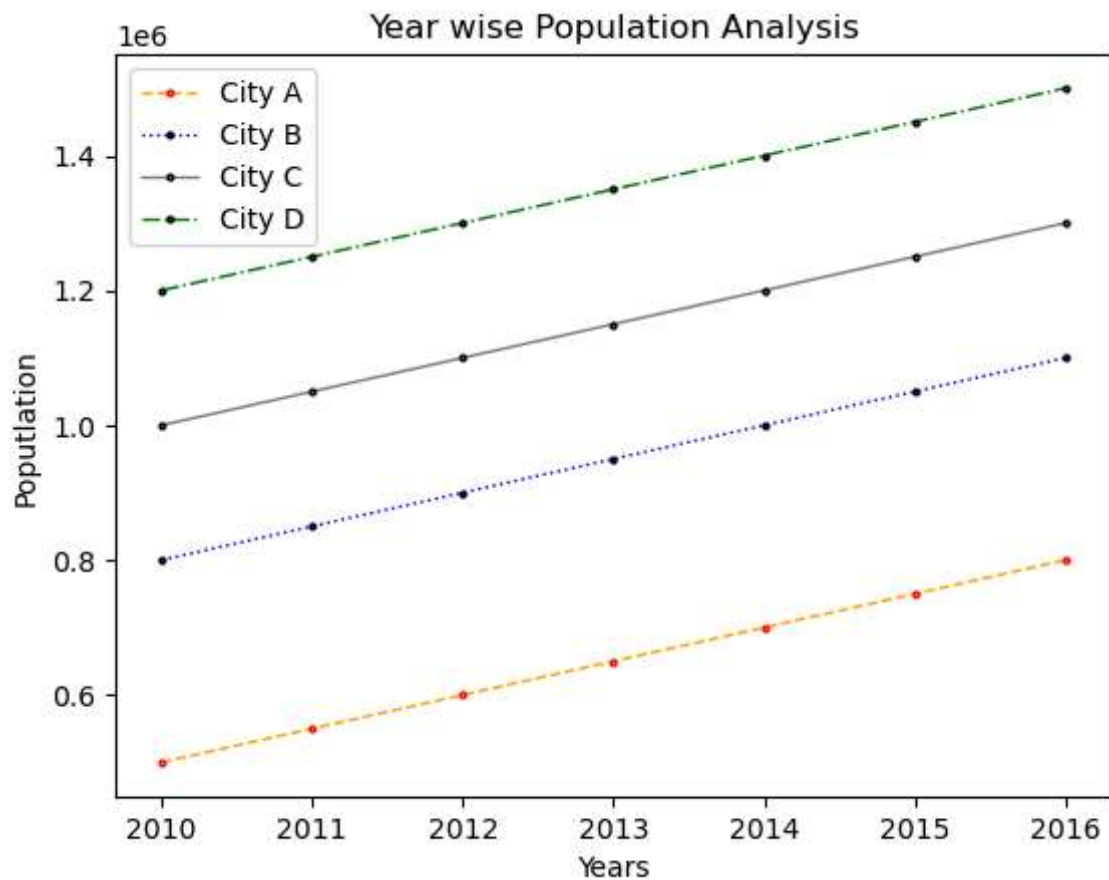 Year wise Population Analysis
1e6
City A
City B
City C
City D
1.4
1.2
1.0
0.8
0.6
Poputlation
2010 2011 2012 2013 2014 2015 2016
Years